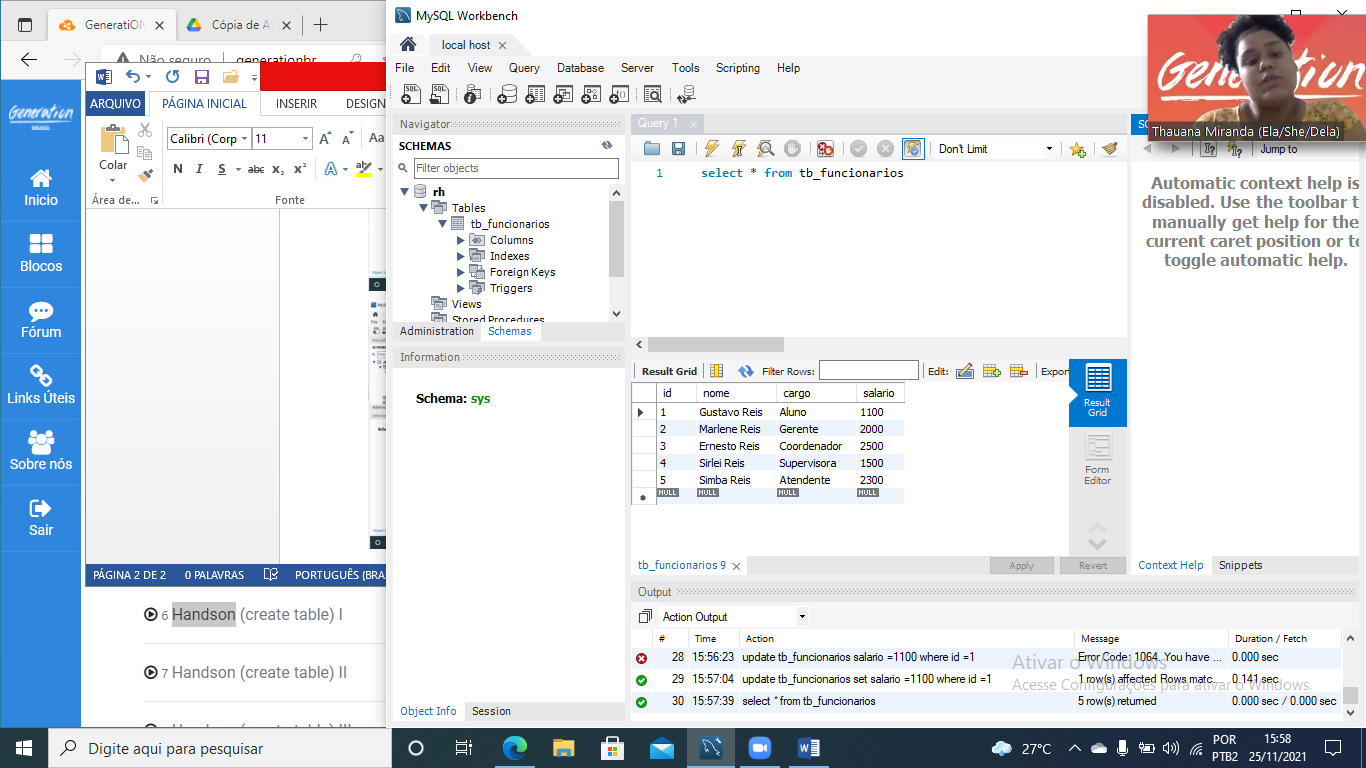 GeneratiON
Cópia de A
Não seguro
generationbr
Generation
BRASIL
Inicio
Blocos
Fórum
Links Úteis
Sobre nós
Sair
ARQUIVO PÁGINA INICIAL INSERIR DESIGN
Colar
Calibri (Corp 11
A A Aa
N I S abc x₂ x² A ab
Área de... Fonte
PÁGINA 2 DE 2 0 PALAVRAS PORTUGUÊS (BRA
6 Handson (create table) I
7 Handson (create table) II
MySQL Workbench
local host
File Edit View Query Database Server Tools Scripting Help
Navigator
SCHEMAS
Filter objects
rh
Tables
tb_funcionarios
Columns
Indexes
Foreign Keys
Triggers
Views
Stored Procedures
Administration Schemas
Information
Schema: sys
Object Info Session
Query 1
Don't Limit
1 select * from tb_funcionarios
Result Grid Filter Rows: Edit: Export
id nome cargo salario
1 Gustavo Reis Aluno 1100
2 Marlene Reis Gerente 2000
3 Ernesto Reis Coordenador 2500
4 Sirlei Reis Supervisora 1500
5 Simba Reis Atendente 2300
NULL NULL NULL NULL
Result
Grid
Form
Editor
tb_funcionarios 9 Apply Revert
Generation
Thauana Miranda (Ela/She/Dela)
Jump to
Automatic context help is
disabled. Use the toolbar t
manually get help for the
current caret position or to
toggle automatic help.
Context Help Snippets
Output
Action Output
# Time Action Message Duration / Fetch
28 15:56:23 update tb_funcionarios salario =1100 where id =1 Error Code: 1064. You have ... 0.000 sec
29 15:57:04 update tb_funcionarios set salario =1100 where id =1 1 row(s) affected Rows matc... 0.141 sec
30 15:57:39 select * from tb_funcionarios 5 row(s) returned 0.000 sec / 0.000 sec
Ativar o Windows
Acesse Configurações para ativar o Windows.
Digite aqui para pesquisar
27°C
POR
PTB2
15:58
25/11/2021